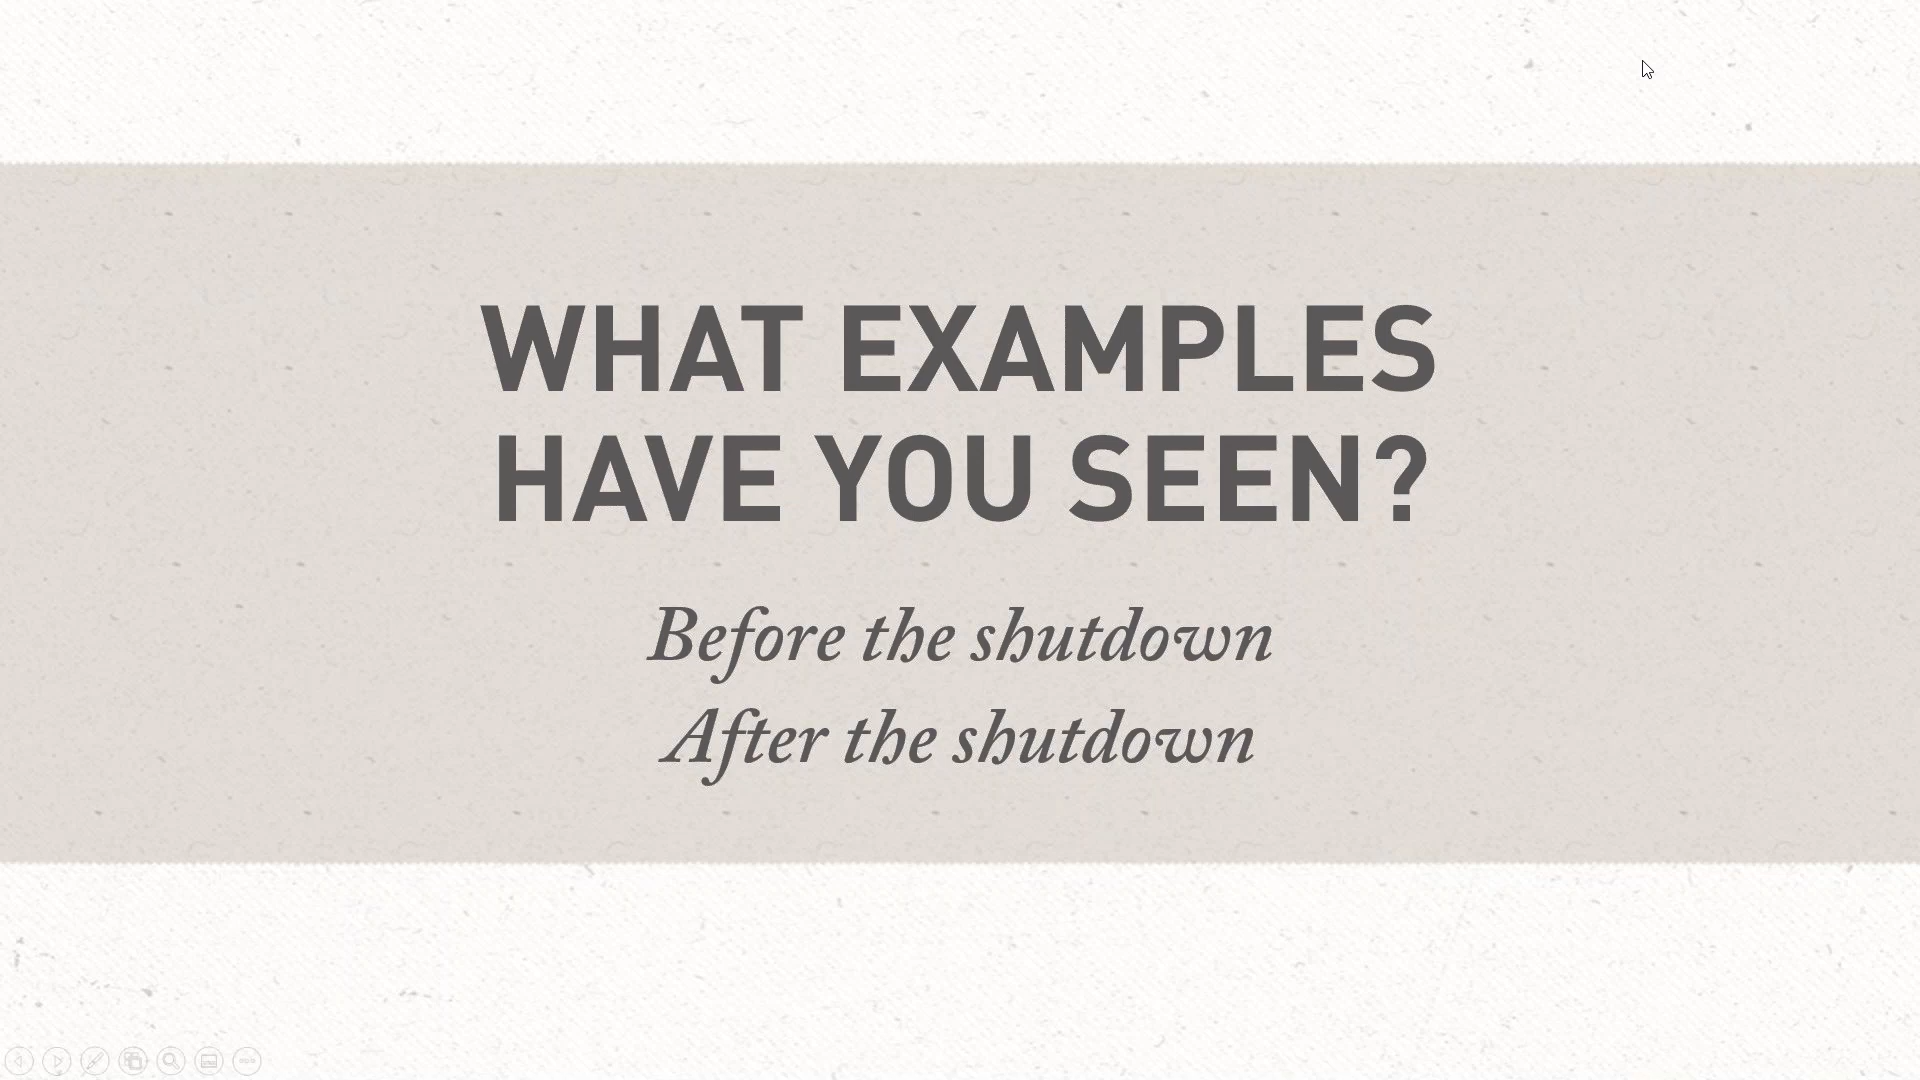 WHAT EXAMPLES
HAVE YOU SEEN?
Before the shutdown
After the shutdown